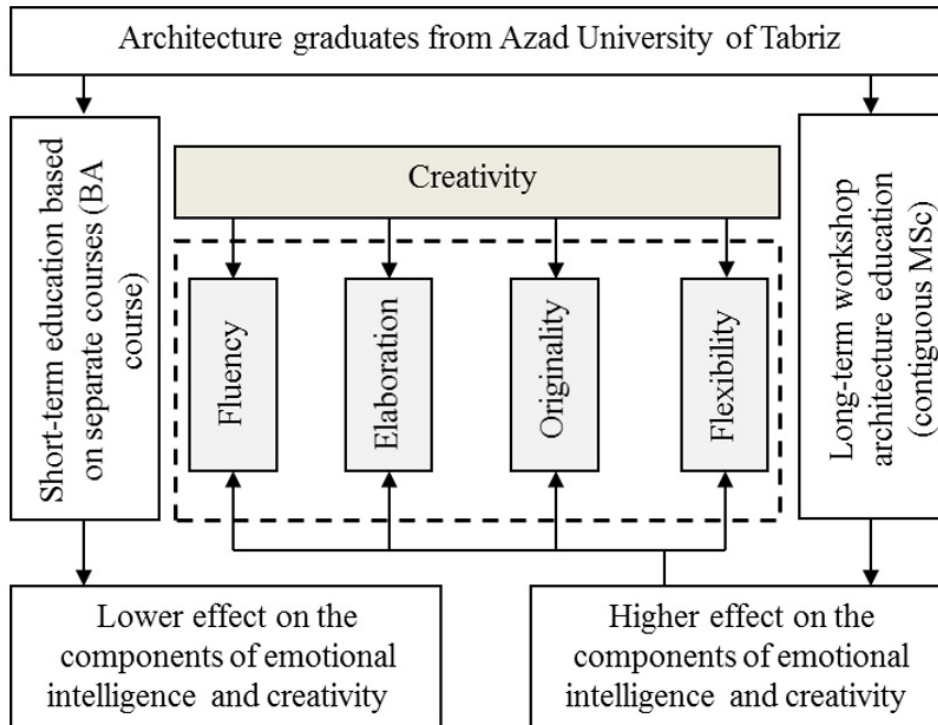 Architecture graduates from Azad University of Tabriz
Short-term education based
on separate courses (BA
course)
Creativity
Fluency
Elaboration
Originality
Flexibility
Long-term workshop
architecture education
(contiguous MSc)
Lower effect on the
components of emotional
intelligence and creativity
Higher effect on the
components of emotional
intelligence and creativity